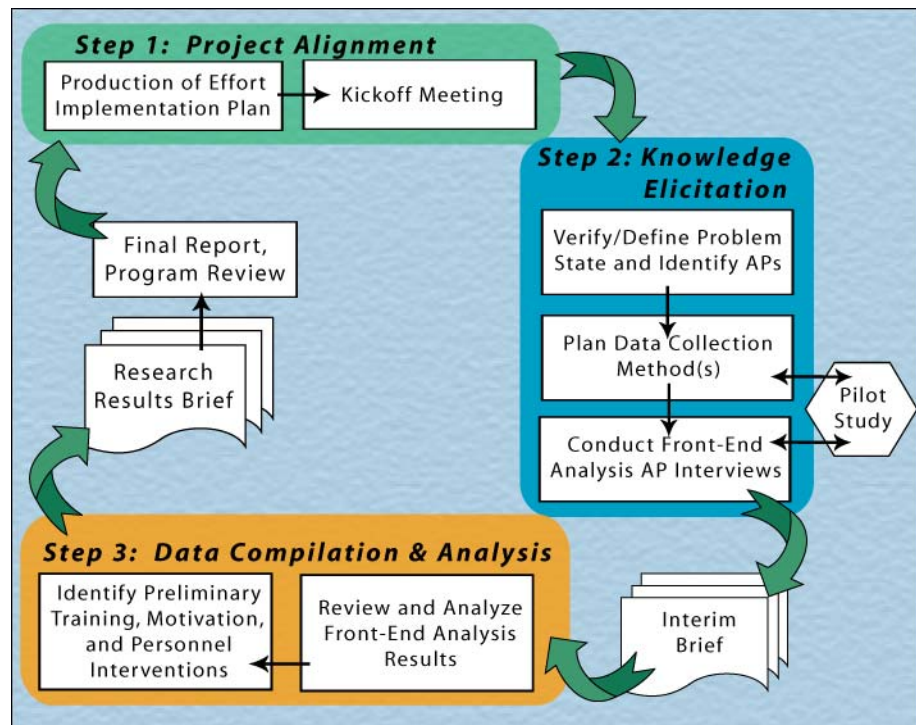 Step 1: Project Alignment
Production of Effort
Implementation Plan
Kickoff Meeting
Step 2: Knowledge
Elicitation
Verify/Define Problem
State and Identify APs
Plan Data Collection
Method(s)
Conduct Front-End
Analysis AP Interviews
Pilot
Study
Interim
Brief
Step 3: Data Compilation & Analysis
Review and Analyze
Front-End Analysis
Results
Identify Preliminary
Training, Motivation,
and Personnel
Interventions
Research
Results Brief
Final Report,
Program Review